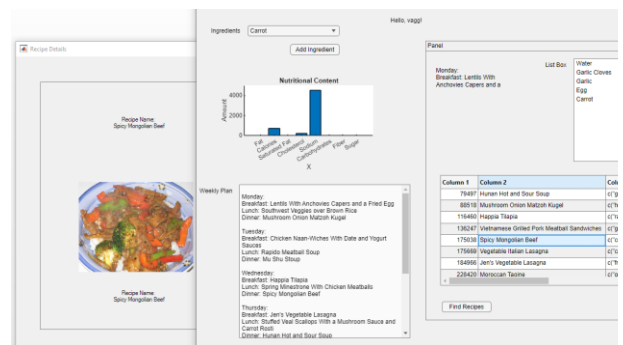 Recipe Details
Recipe Name
Spicy Mongolian Beef
Recipe Name
Spicy Mongolian Beef
Hello, vagg!
Ingredients
Carrot
Add Ingredient
Nutritional Content
4000
2000
0
Amount
Fat
Calories
Saturated Fat
Cholesterol
Sodium
Carbohydrates
Fiber
Sugar
X
Weekly Plan
Monday:
Breakfast: Lentils With Anchovies Capers and a Fried Egg
Lunch: Southwest Veggies over Brown Rice
Dinner: Mushroom Onion Matzoh Kugel
Tuesday:
Breakfast: Chicken Naan-Wiches With Date and Yogurt
Sauces
Lunch: Rapido Meatball Soup
Dinner: Mu Shu Stoup
Wednesday:
Breakfast: Happia Tilapia
Lunch: Spring Minestrone With Chicken Meatballs
Dinner: Spicy Mongolian Beef
Thursday:
Breakfast: Jen's Vegetable Lasagna
Lunch: Stuffed Veal Scallops With a Mushroom Sauce and
Carrot Rosti
Dinner: Hunan Hot and Sour Soup
Panel
Monday:
Breakfast: Lentils With
Anchovies Capers and a
List Box
Water
Garlic Cloves
Garlic
Egg
Carrot
Column 1 Column 2 Col
79497 Hunan Hot and Sour Soup
88518 Mushroom Onion Matzoh Kugel
116460 Happia Tilapia
136247 Vietnamese Grilled Pork Meatball Sandwiches
175038 Spicy Mongolian Beef
175668 Vegetable Italian Lasagna
184956 Jen's Vegetable Lasagna
228420 Moroccan Tagine
Find Recipes